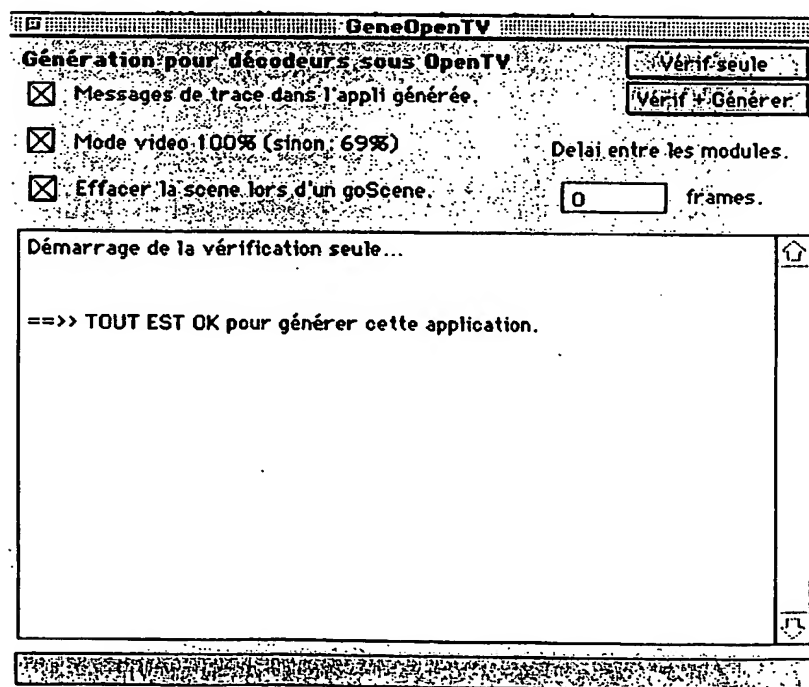 GeneOpenTV
Génération pour décodeurs sous OpenTV
Vérif seule
Messages de trace dans l'appli générée.
Vérif + Générer
Mode video 100% (sinon: 69%)
Delai entre les modules.
Effacer la scene lors d'un goScene.
0 frames.
Démarrage de la vérification seule...
==>> TOUT EST OK pour générer cette application.